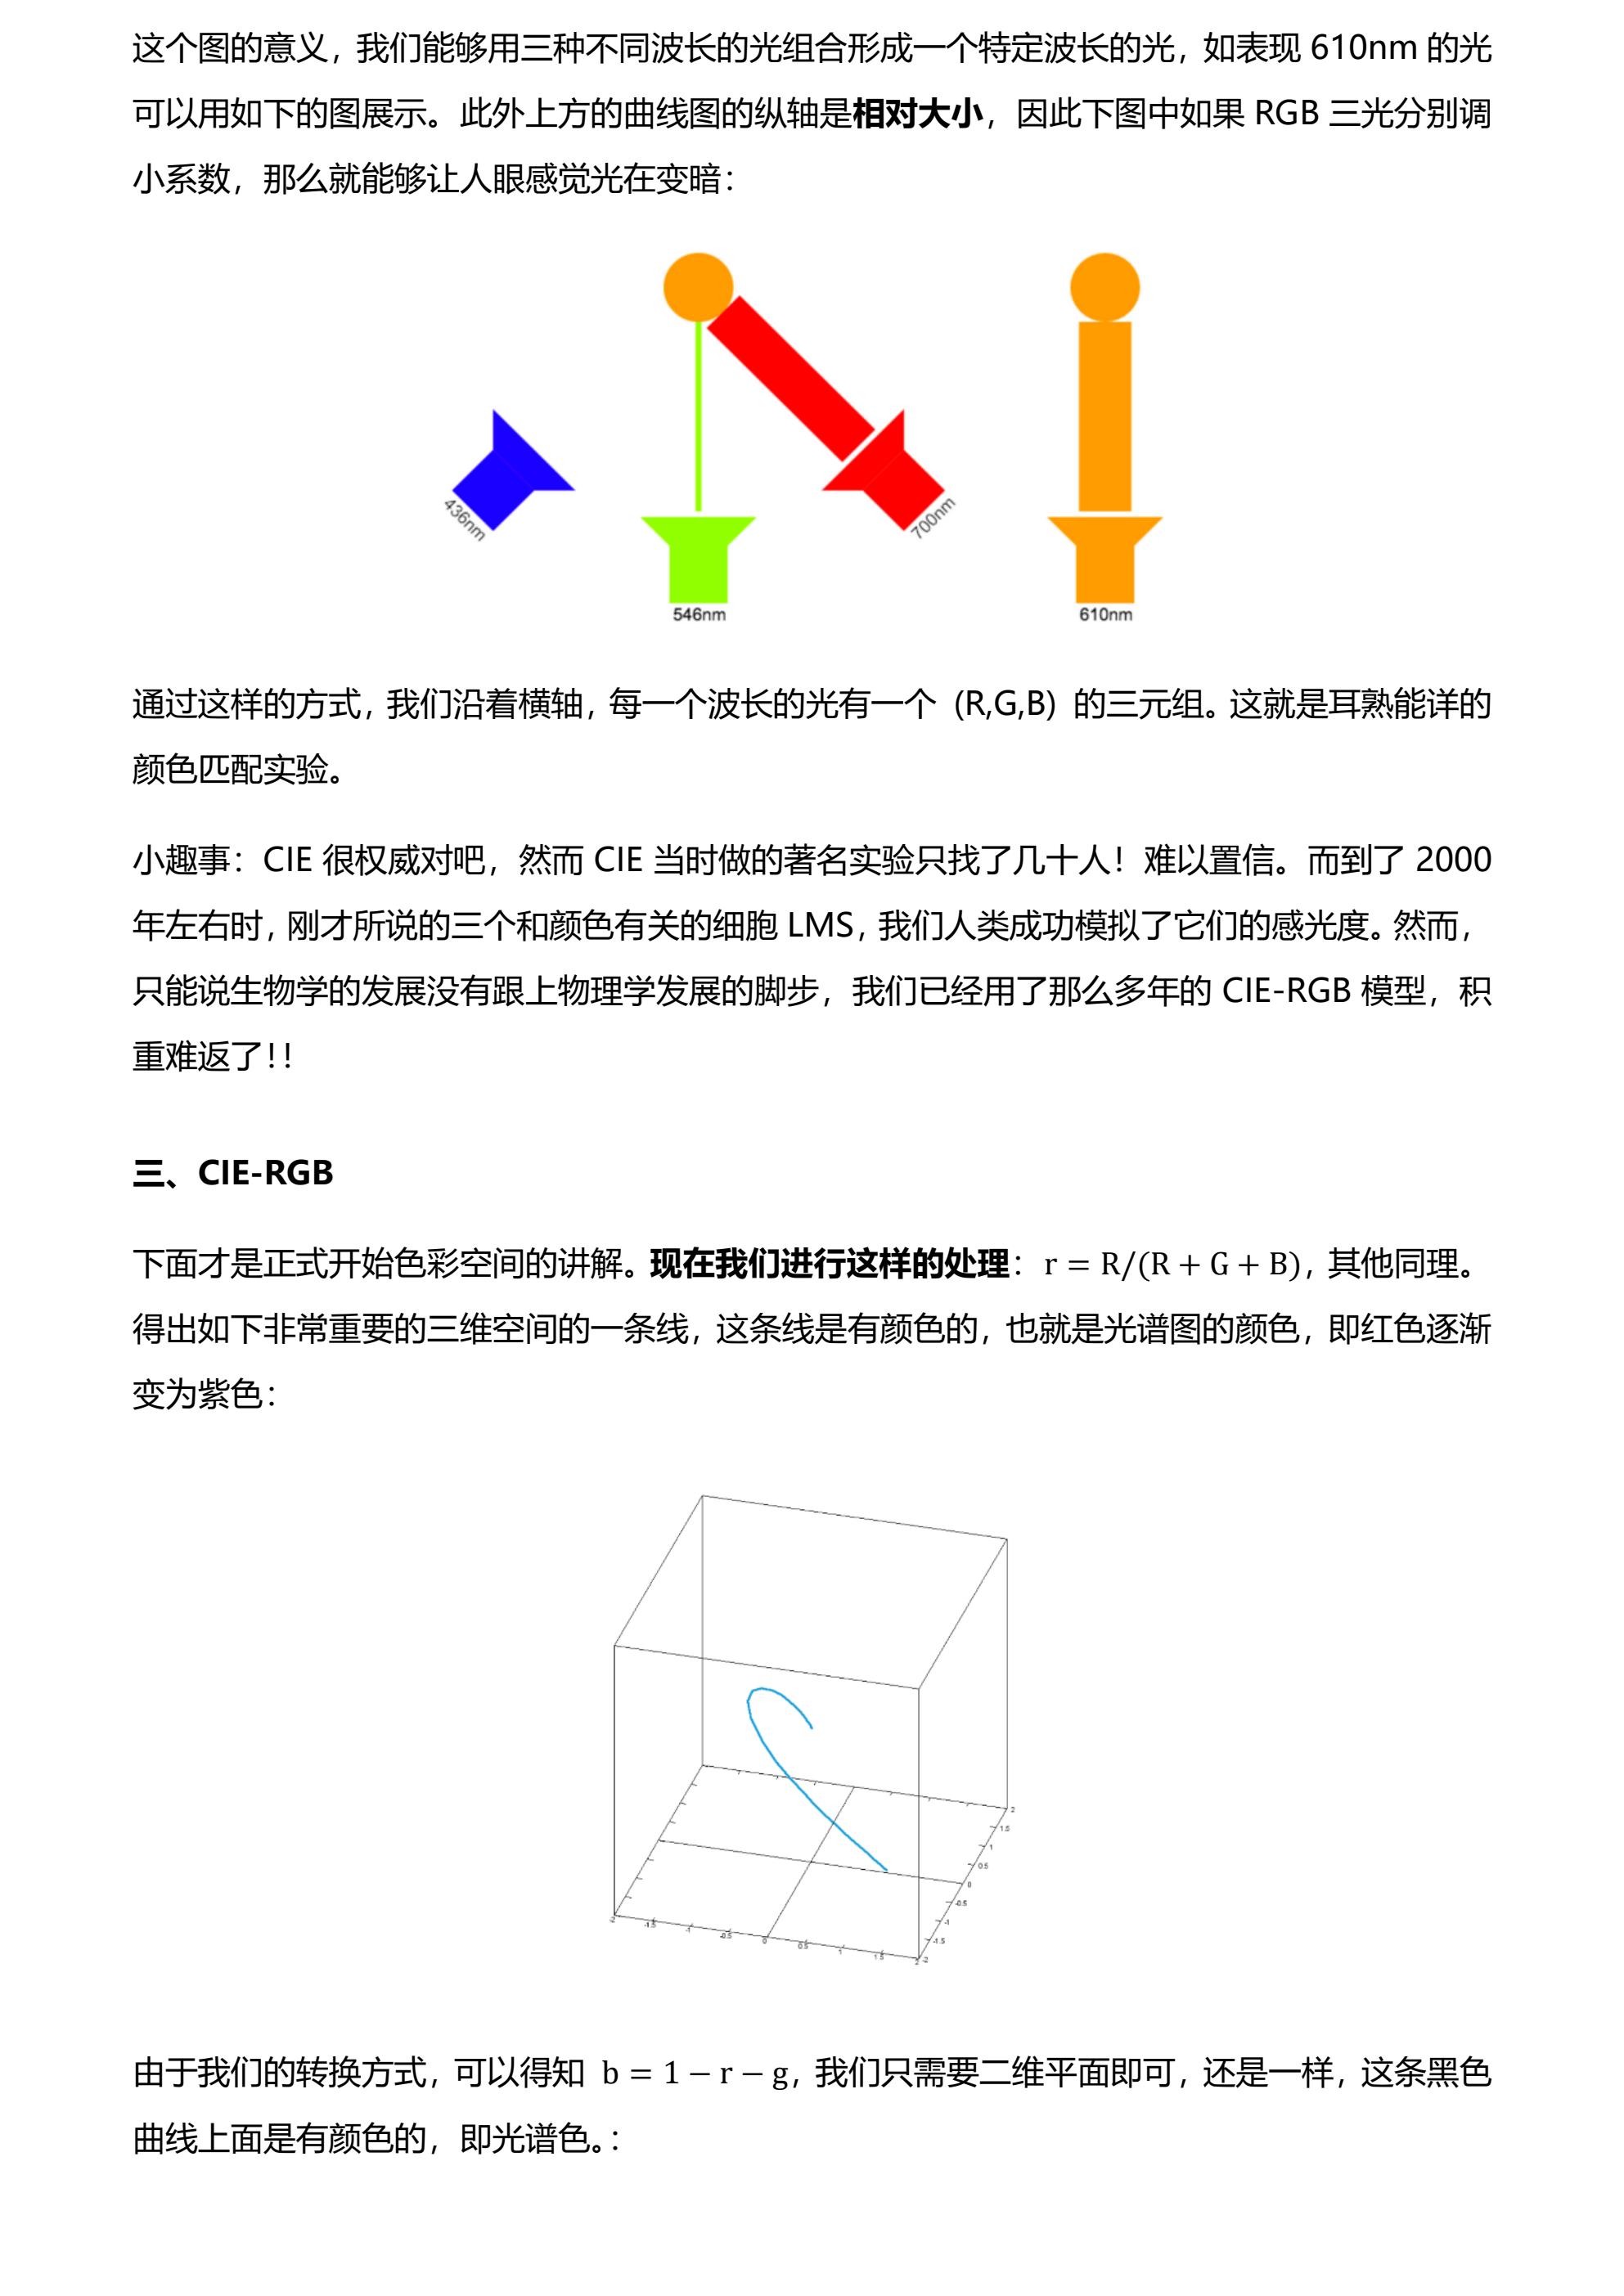 这个图的意义，我们能够用三种不同波长的光组合形成一个特定波长的光，如表现 610nm 的光
可以用如下的图展示。此外上方的曲线图的纵轴是相对大小，因此下图中如果 RGB 三光分别调
小系数，那么就能够让人眼感觉光在变暗：
436nm
700nm
546nm
610nm
通过这样的方式，我们沿着横轴，每一个波长的光有一个（R,G,B）的三元组。这就是耳熟能详的
颜色匹配实验。
小趣事：CIE 很权威对吧，然而 CIE 当时做的著名实验只找了几十人！难以置信。而到了 2000
年左右时，刚才所说的三个和颜色有关的细胞 LMS，我们人类成功模拟了它们的感光度。然而，
只能说生物学的发展没有跟上物理学发展的脚步，我们已经用了那么多年的 CIE-RGB 模型，积
重难返了！！
三、CIE-RGB
下面才是正式开始色彩空间的讲解。现在我们进行这样的处理：r = R/(R + G + B)，其他同理。
得出如下非常重要的三维空间的一条线，这条线是有颜色的，也就是光谱图的颜色，即红色逐渐
变为紫色：
2
1.5
1
0.5
0
-0.5
-1
-1.5
-2
-2
-1.5
-1
-0.5
0
0.5
1
1.5
2
由于我们的转换方式，可以得知 b = 1 − r − g，我们只需要二维平面即可，还是一样，这条黑色
曲线上面是有颜色的，即光谱色。：